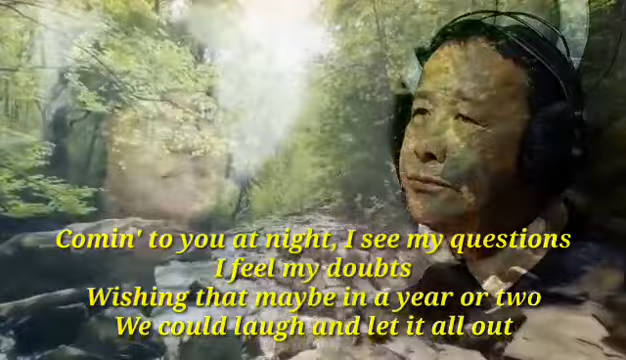 Comin' to you at night, I see my questions
I feel my doubts
Wishing that maybe in a year or two
We could laugh and let it all out